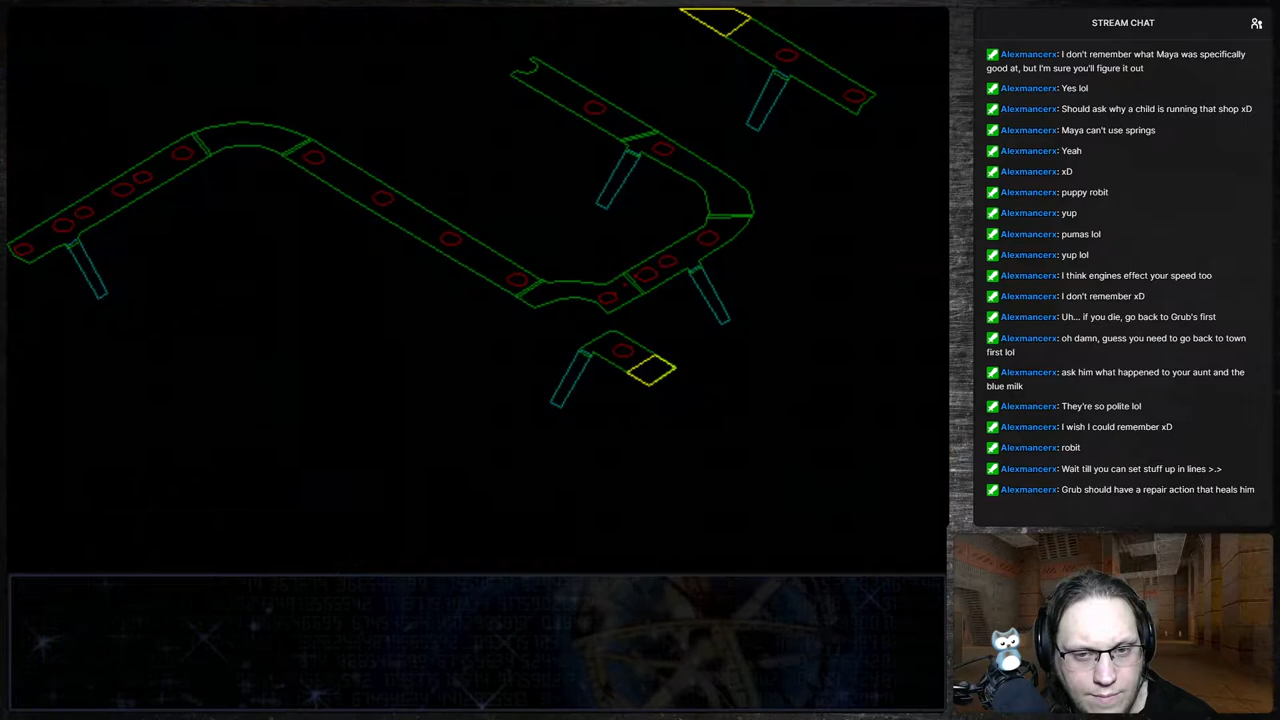 STREAM CHAT
Alexmancerx: I don't remember what Maya was specifically
good at, but I'm sure you'll figure it out
Alexmancerx: Yes lol
Alexmancerx: Should ask why a child is running that shop xD
Alexmancerx: Maya can't use springs
Alexmancerx: Yeah
Alexmancerx: xD
Alexmancerx: puppy robit
Alexmancerx: yup
Alexmancerx: pumas lol
Alexmancerx: yup lol
Alexmancerx: I think engines effect your speed too
Alexmancerx: I don't remember xD
Alexmancerx: Uh... if you die, go back to Grub's first
Alexmancerx: oh damn, guess you need to go back to town
first lol
Alexmancerx: ask him what happened to your aunt and the
blue milk
Alexmancerx: They're so polite lol
Alexmancerx: I wish I could remember xD
Alexmancerx: robit
Alexmancerx: Wait till you can set stuff up in lines >.>
Alexmancerx: Grub should have a repair action that heals him